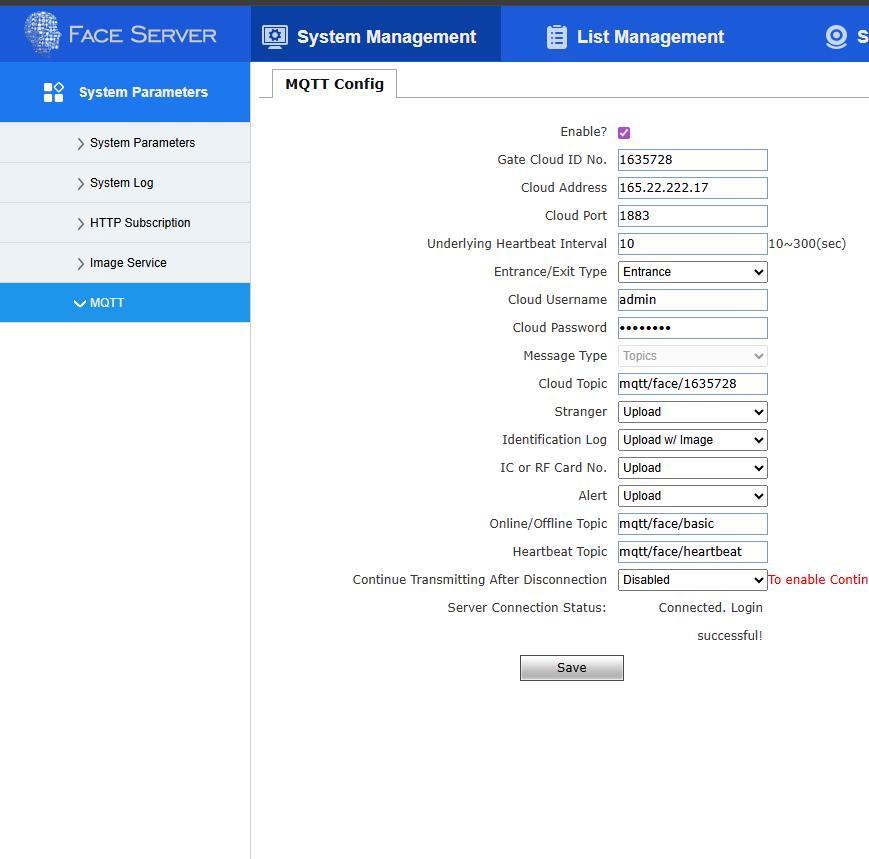 FACE SERVER
System Management
List Management
S
System Parameters
System Parameters
System Log
HTTP Subscription
Image Service
MQTT
MQTT Config
Enable?
Gate Cloud ID No. 1635728
Cloud Address 165.22.222.17
Cloud Port 1883
Underlying Heartbeat Interval 10 10~300(sec)
Entrance/Exit Type Entrance
Cloud Username admin
Cloud Password ••••••••
Message Type Topics
Cloud Topic mqtt/face/1635728
Stranger Upload
Identification Log Upload w/ Image
IC or RF Card No. Upload
Alert Upload
Online/Offline Topic mqtt/face/basic
Heartbeat Topic mqtt/face/heartbeat
Continue Transmitting After Disconnection Disabled To enable Contin
Server Connection Status: Connected. Login
successful!
Save